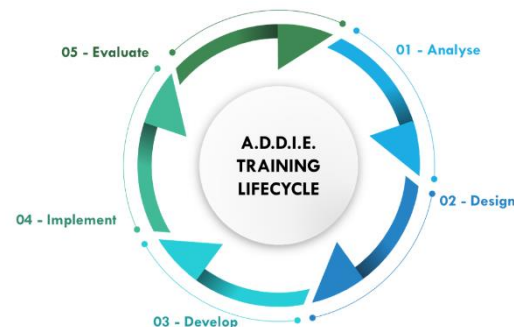 05 - Evaluate
01 - Analyse
A.D.D.I.E.
TRAINING
LIFECYCLE
02 - Design
04 - Implement
03 - Develop